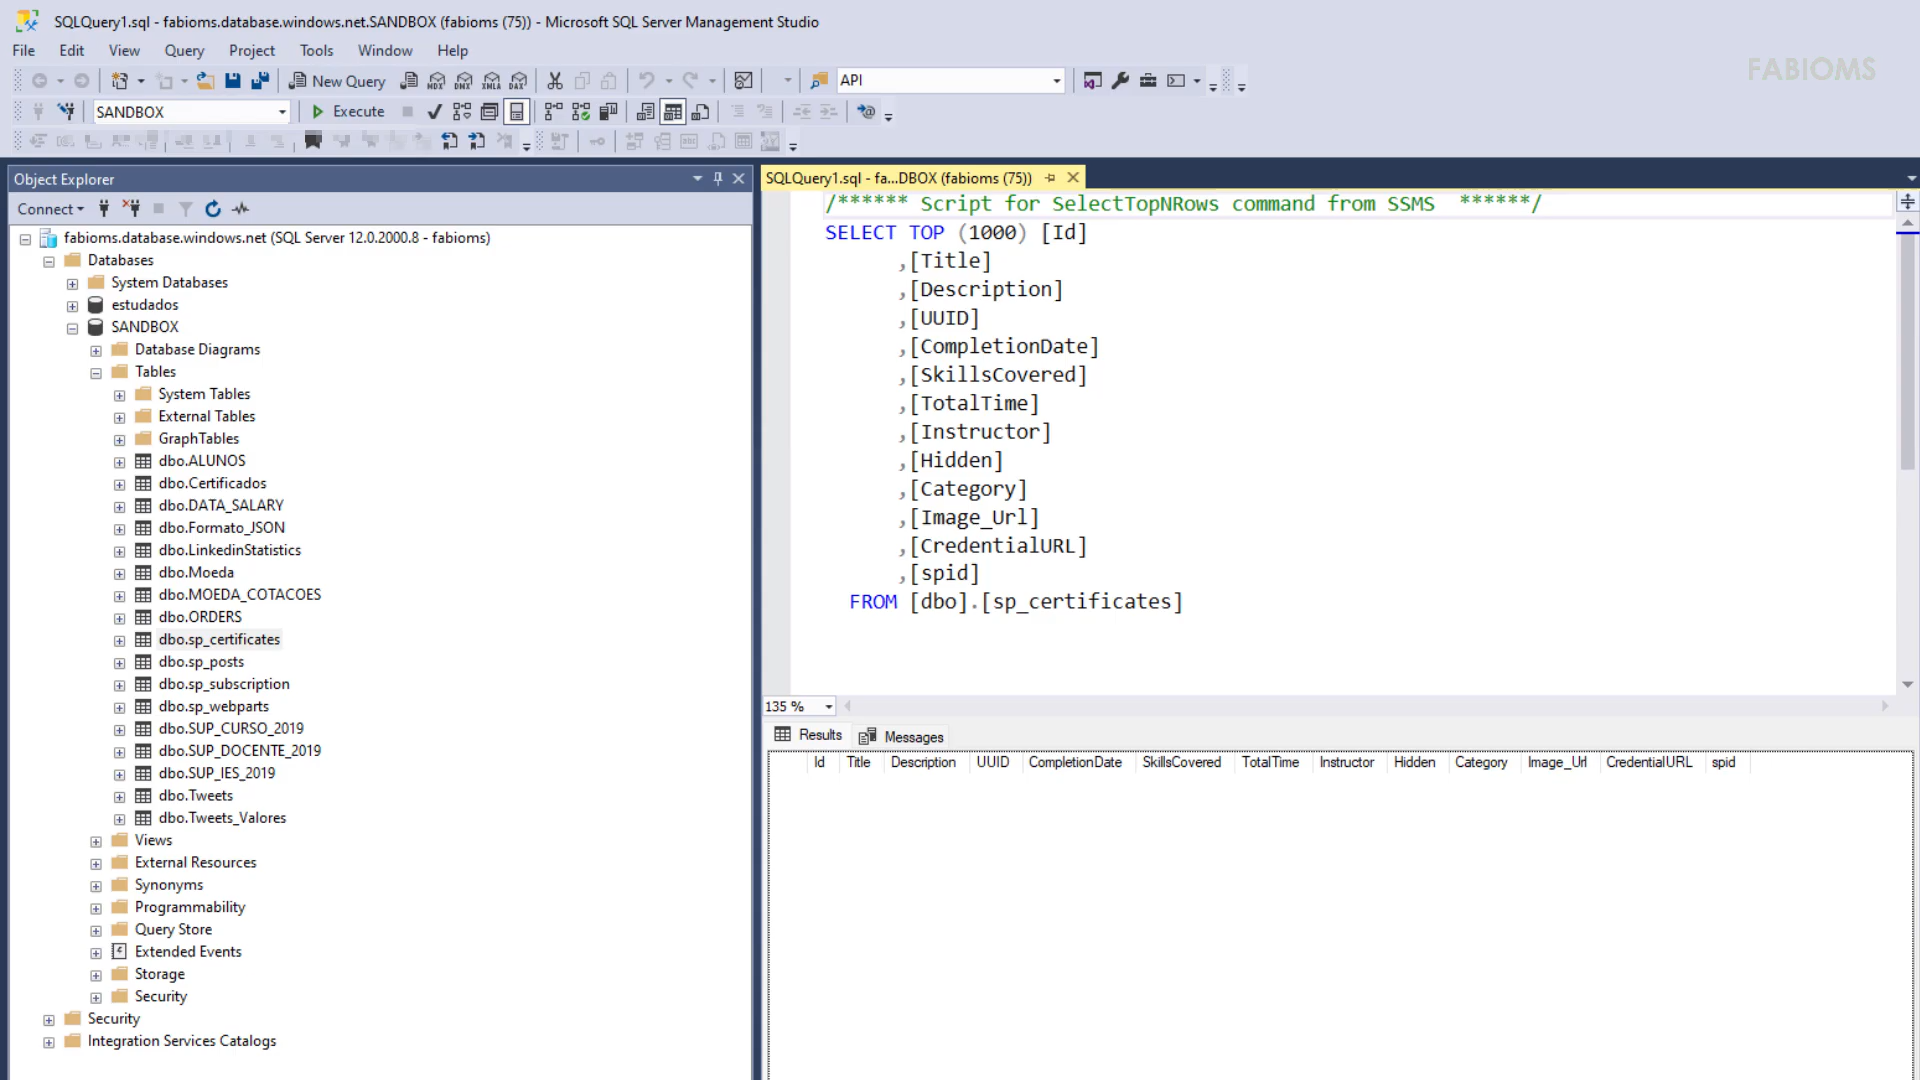 SQLQuery1.sql - fabioms.database.windows.net.SANDBOX (fabioms (75)) - Microsoft SQL Server Management Studio
File Edit View Query Project Tools Window Help
FABIOMS
New Query MDX DMX XMLA DAX API
SANDBOX Execute
Object Explorer
Connect
fabioms.database.windows.net (SQL Server 12.0.2000.8 - fabioms)
Databases
System Databases
estudados
SANDBOX
Database Diagrams
Tables
System Tables
External Tables
GraphTables
dbo.ALUNOS
dbo.Certificados
dbo.DATA_SALARY
dbo.Formato_JSON
dbo.LinkedinStatistics
dbo.Moeda
dbo.MOEDA_COTACOES
dbo.ORDERS
dbo.sp_certificates
dbo.sp_posts
dbo.sp_subscription
dbo.sp_webparts
dbo.SUP_CURSO_2019
dbo.SUP_DOCENTE_2019
dbo.SUP_IES_2019
dbo.Tweets
dbo.Tweets_Valores
Views
External Resources
Synonyms
Programmability
Query Store
Extended Events
Storage
Security
Security
Integration Services Catalogs
SQLQuery1.sql - fa...DBOX (fabioms (75))
/****** Script for SelectTopNRows command from SSMS ******/
SELECT TOP (1000) [Id]
,[Title]
,[Description]
,[UUID]
,[CompletionDate]
,[SkillsCovered]
,[TotalTime]
,[Instructor]
,[Hidden]
,[Category]
,[Image_Url]
,[CredentialURL]
,[spid]
FROM [dbo].[sp_certificates]
135 %
Results Messages
Id Title Description UUID CompletionDate SkillsCovered TotalTime Instructor Hidden Category Image_Url CredentialURL spid